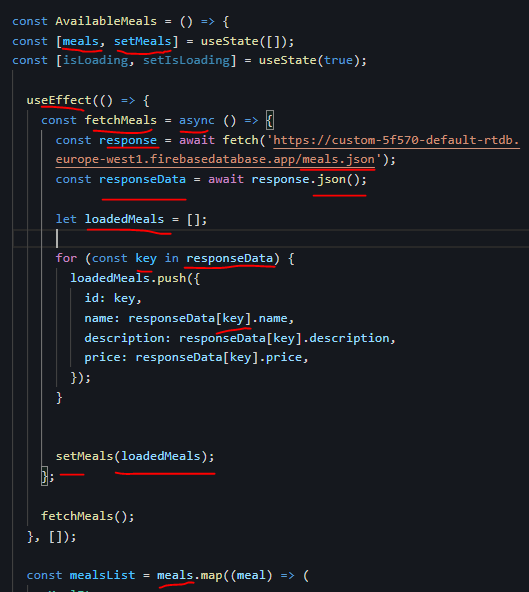 const AvailableMeals = () => {
const [meals, setMeals] = useState([]);
const [isLoading, setIsLoading] = useState(true);
useEffect(() => {
const fetchMeals = async () => {
const response = await fetch('https://custom-5f570-default-rtdb.
europe-west1.firebasedatabase.app/meals.json');
const responseData = await response.json();
let loadedMeals = [];
for (const key in responseData) {
loadedMeals.push({
id: key,
name: responseData[key].name,
description: responseData[key].description,
price: responseData[key].price,
});
}
setMeals(loadedMeals);
};
fetchMeals();
}, []);
const mealsList = meals.map((meal) => (